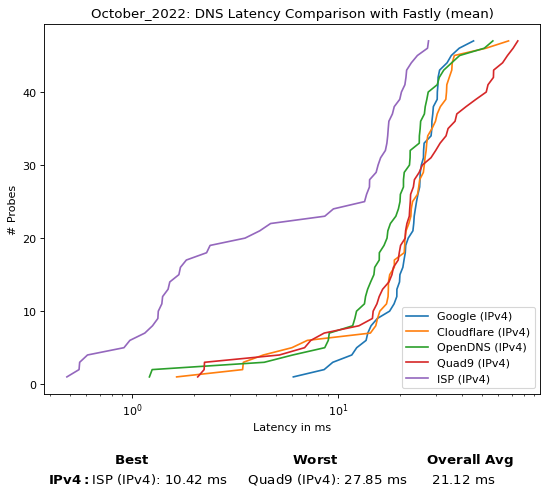 October_2022: DNS Latency Comparison with Fastly (mean)
# Probes
40
30
20
10
0
10⁰
10¹
Latency in ms
Google (IPv4)
Cloudflare (IPv4)
OpenDNS (IPv4)
Quad9 (IPv4)
ISP (IPv4)
Best Worst Overall Avg
IPv4: ISP (IPv4): 10.42 ms Quad9 (IPv4): 27.85 ms 21.12 ms